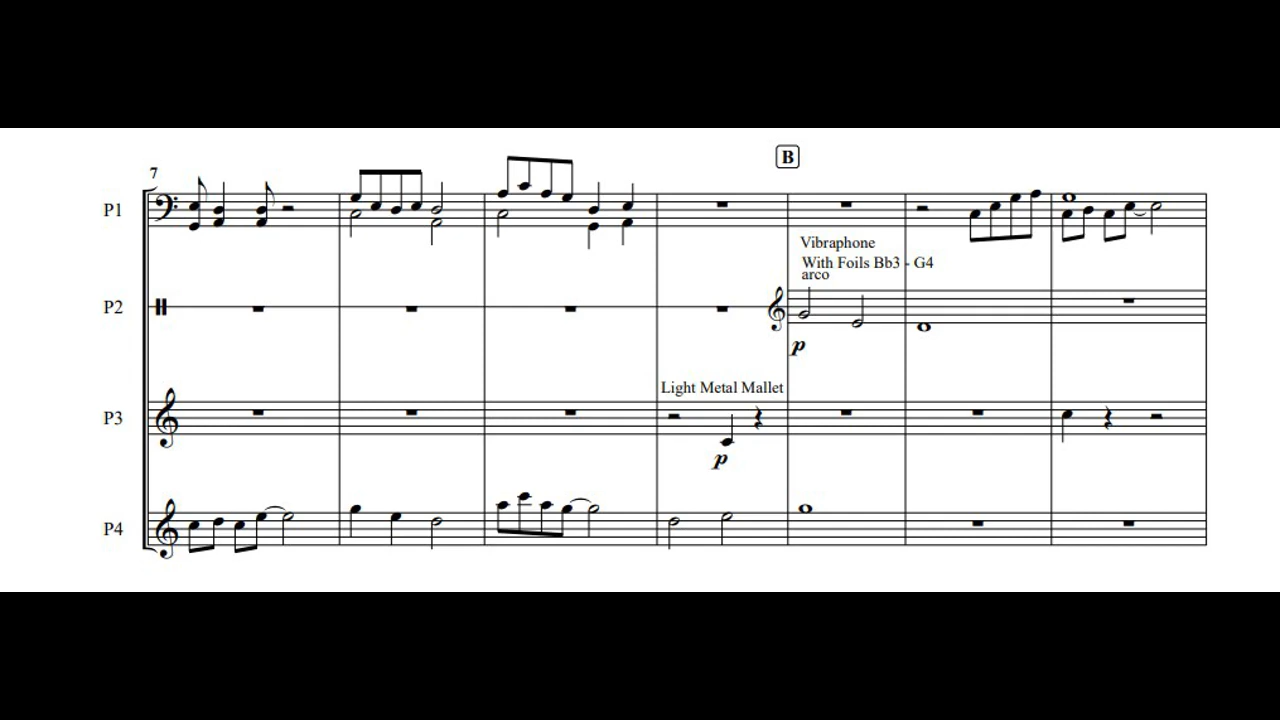 B
7
P1
Vibraphone
With Foils Bb3 - G4
arco
P2
p
Light Metal Mallet
P3
p
P4